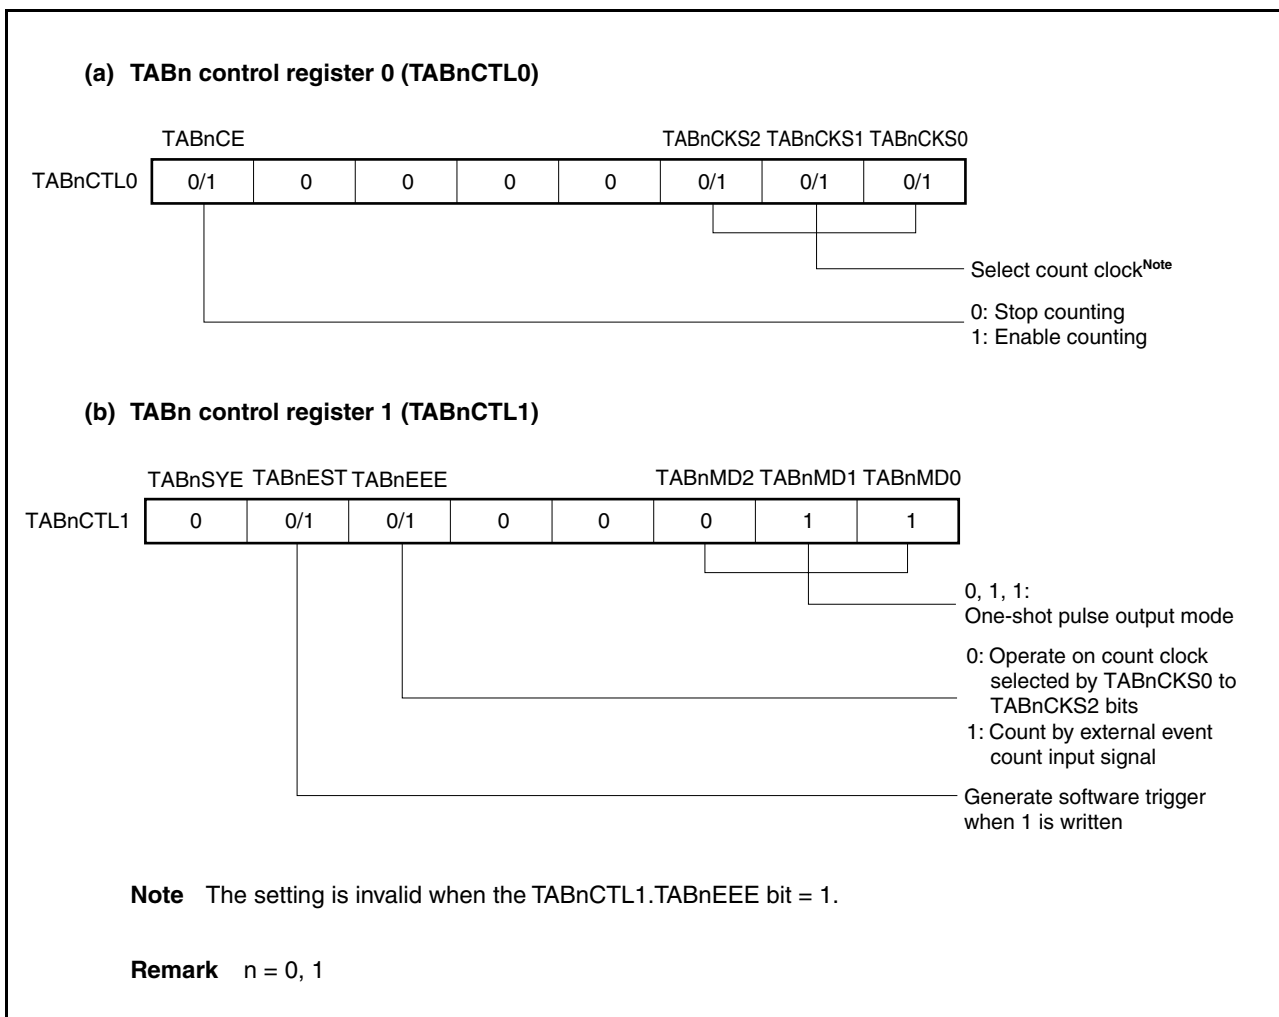 (a) TABn control register 0 (TABnCTL0)
TABnCE TABnCKS2 TABnCKS1 TABnCKS0
TABnCTL0 0/1 0 0 0 0 0/1 0/1 0/1
Select count clockNote
0: Stop counting
1: Enable counting
(b) TABn control register 1 (TABnCTL1)
TABnSYE TABnEST TABnEEE TABnMD2 TABnMD1 TABnMD0
TABnCTL1 0 0/1 0/1 0 0 0 1 1
0, 1, 1:
One-shot pulse output mode
0: Operate on count clock
selected by TABnCKS0 to
TABnCKS2 bits
1: Count by external event
count input signal
Generate software trigger
when 1 is written
Note The setting is invalid when the TABnCTL1.TABnEEE bit = 1.
Remark n = 0, 1